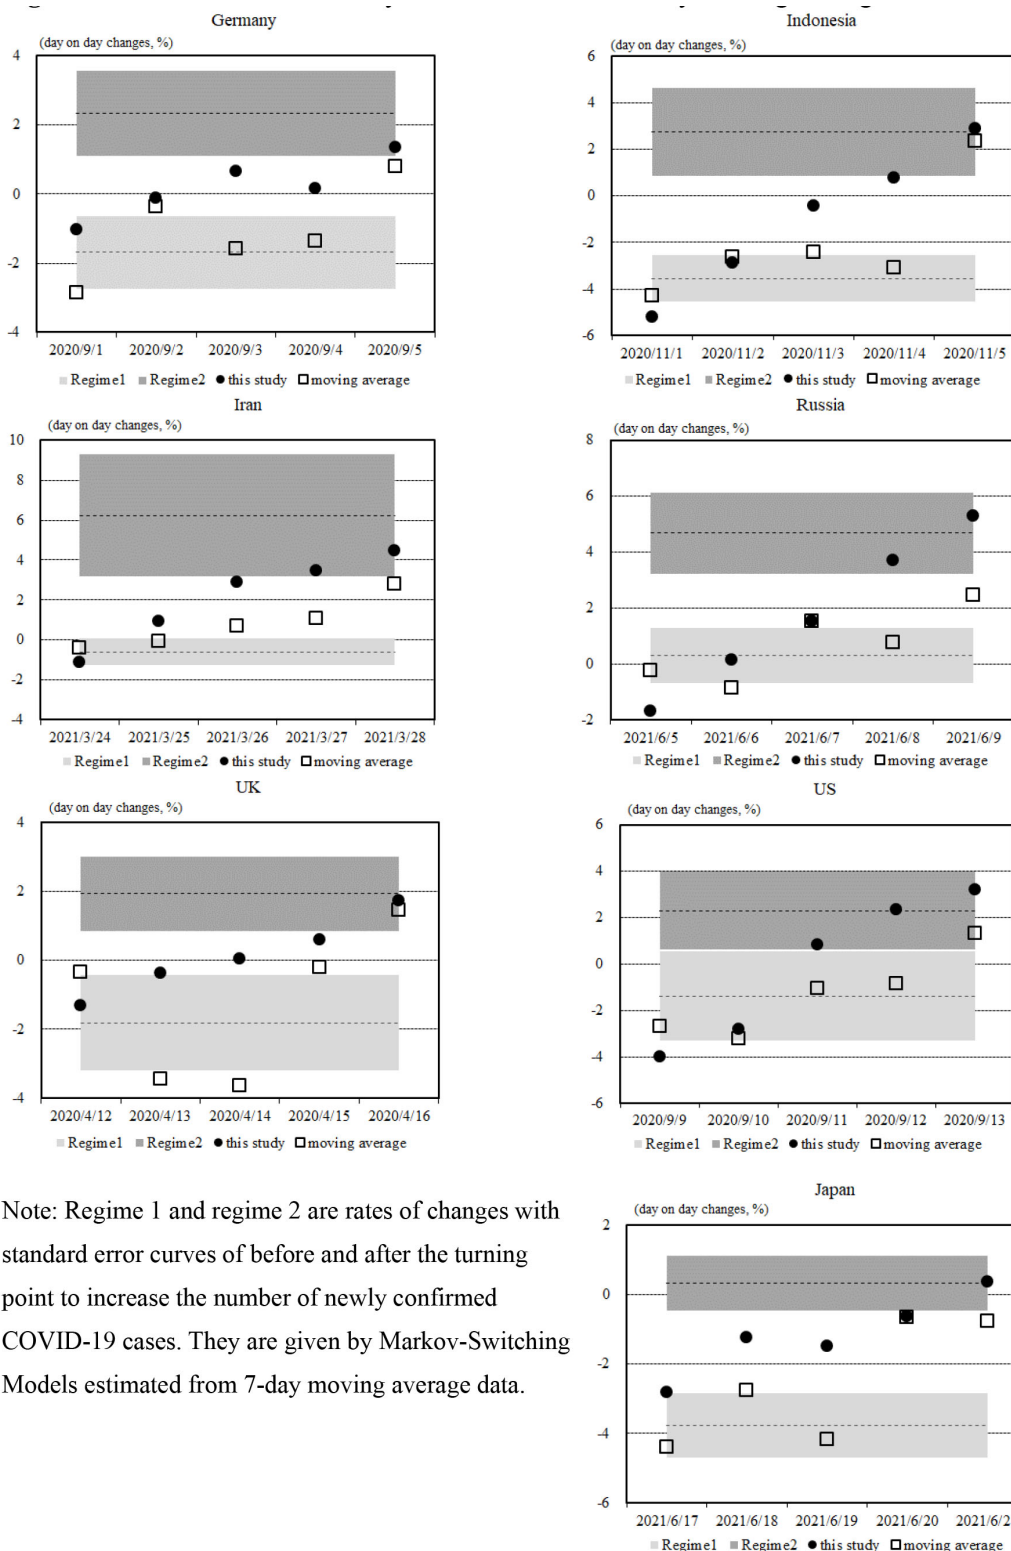 Germany
(day on day changes, %)
4
2
0
-2
-4
2020/9/1 2020/9/2 2020/9/3 2020/9/4 2020/9/5
Regime1 Regime2 this study moving average
Indonesia
(day on day changes, %)
6
4
2
0
-2
-4
-6
2020/11/1 2020/11/2 2020/11/3 2020/11/4 2020/11/5
Regime1 Regime2 this study moving average
Iran
(day on day changes, %)
10
8
6
4
2
0
-2
-4
2021/3/24 2021/3/25 2021/3/26 2021/3/27 2021/3/28
Regime1 Regime2 this study moving average
Russia
(day on day changes, %)
8
6
4
2
0
-2
2021/6/5 2021/6/6 2021/6/7 2021/6/8 2021/6/9
Regime1 Regime2 this study moving average
UK
(day on day changes, %)
4
2
0
-2
-4
2020/4/12 2020/4/13 2020/4/14 2020/4/15 2020/4/16
Regime1 Regime2 this study moving average
US
(day on day changes, %)
6
4
2
0
-2
-4
-6
2020/9/9 2020/9/10 2020/9/11 2020/9/12 2020/9/13
Regime1 Regime2 this study moving average
Note: Regime 1 and regime 2 are rates of changes with
standard error curves of before and after the turning
point to increase the number of newly confirmed
COVID-19 cases. They are given by Markov-Switching
Models estimated from 7-day moving average data.
Japan
(day on day changes, %)
2
0
-2
-4
-6
2021/6/17 2021/6/18 2021/6/19 2021/6/20 2021/6/2
Regime1 Regime2 this study moving average